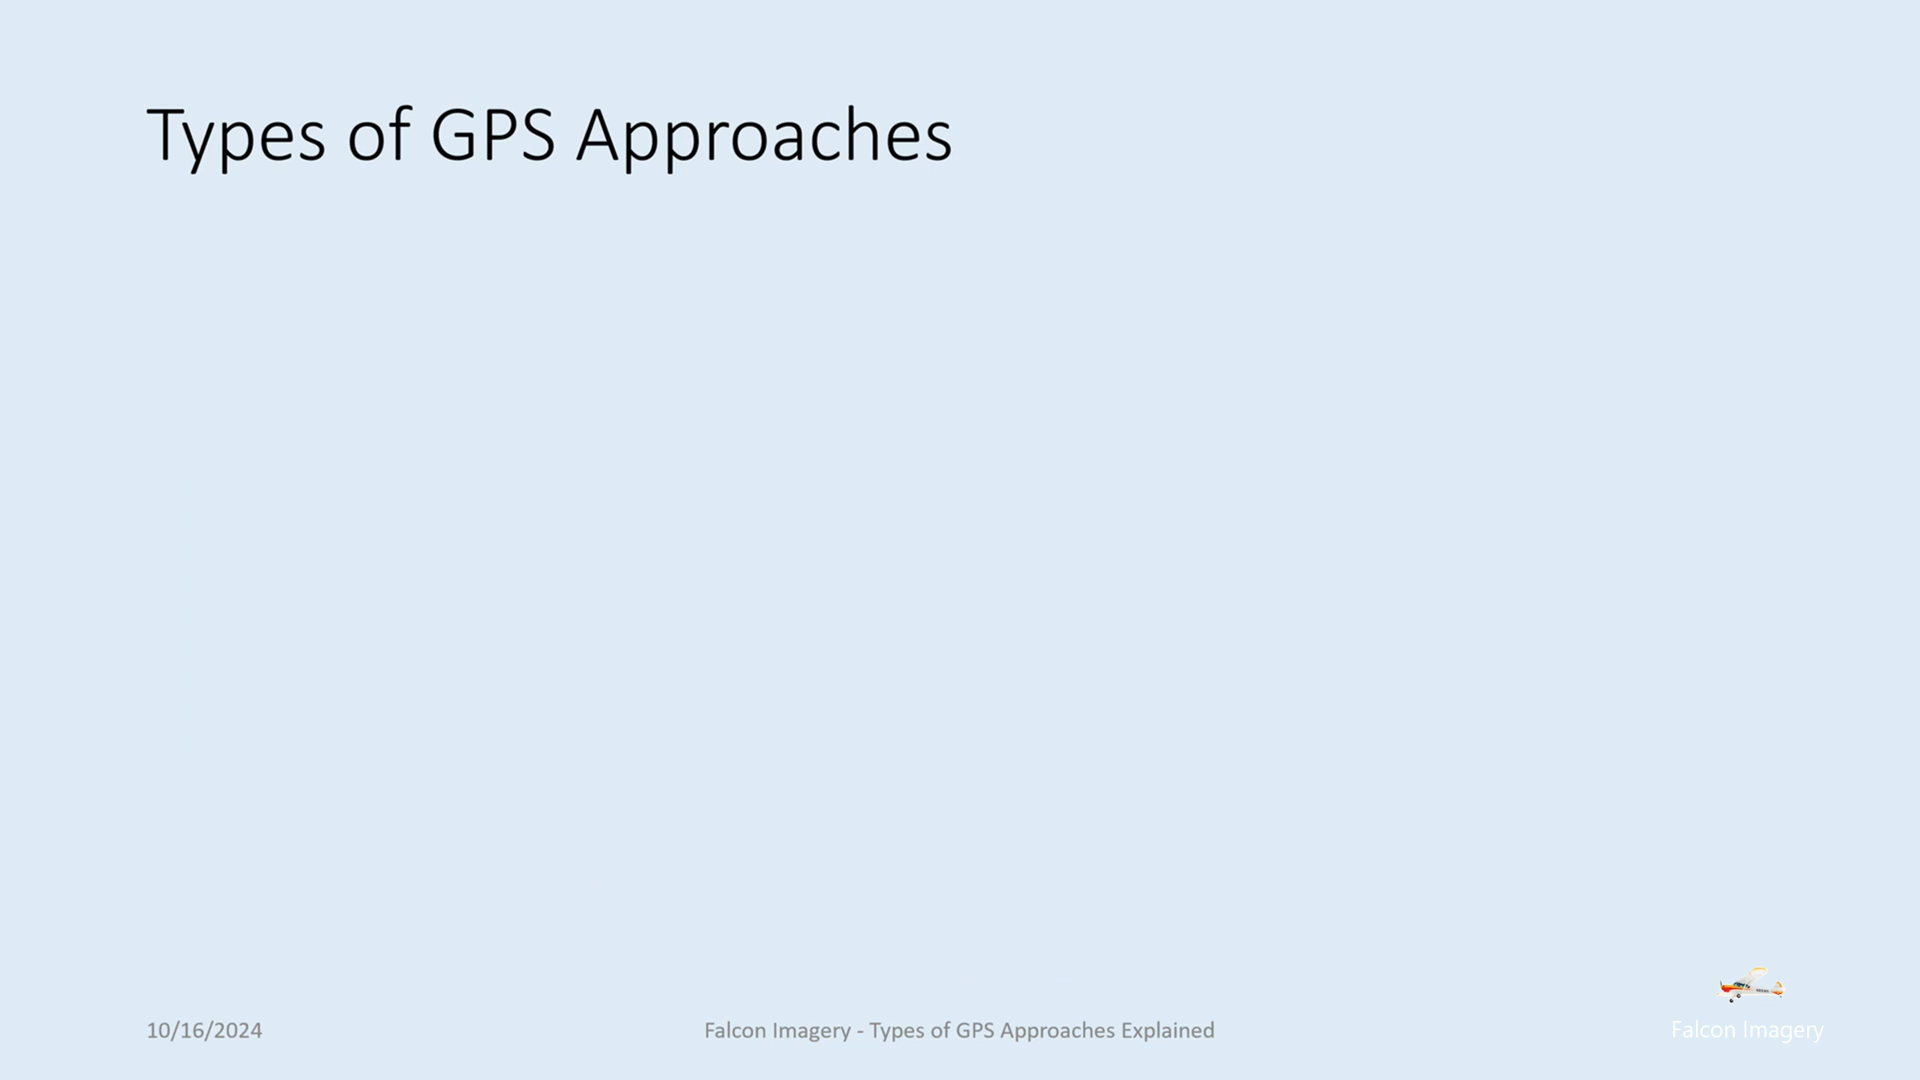 Types of GPS Approaches
10/16/2024
Falcon Imagery - Types of GPS Approaches Explained
Falcon Imagery